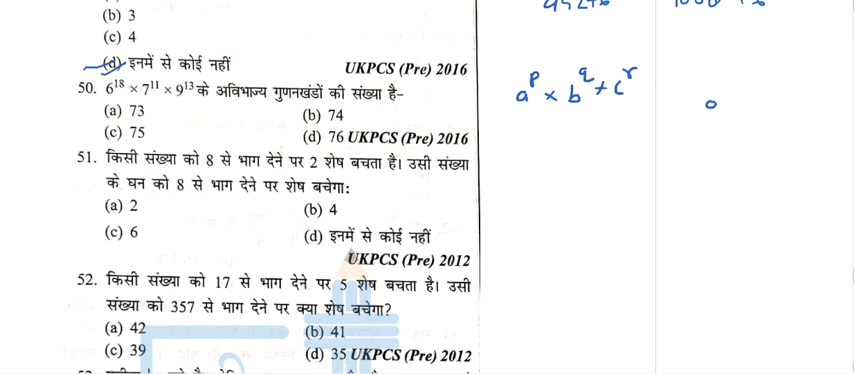 (b) 3
(c) 4
(d) इनमें से कोई नहीं
UKPCS (Pre) 2016
50. 6¹⁸ × 7¹¹ × 9¹³ के अविभाज्य गुणनखंडों की संख्या है–
(a) 73 (b) 74
(c) 75 (d) 76 UKPCS (Pre) 2016
51. किसी संख्या को 8 से भाग देने पर 2 शेष बचता है। उसी संख्या
के घन को 8 से भाग देने पर शेष बचेगा:
(a) 2 (b) 4
(c) 6 (d) इनमें से कोई नहीं
UKPCS (Pre) 2012
52. किसी संख्या को 17 से भाग देने पर 5 शेष बचता है। उसी
संख्या को 357 से भाग देने पर क्या शेष बचेगा?
(a) 42 (b) 41
(c) 39 (d) 35 UKPCS (Pre) 2012
aᵖ × b^q + cʳ